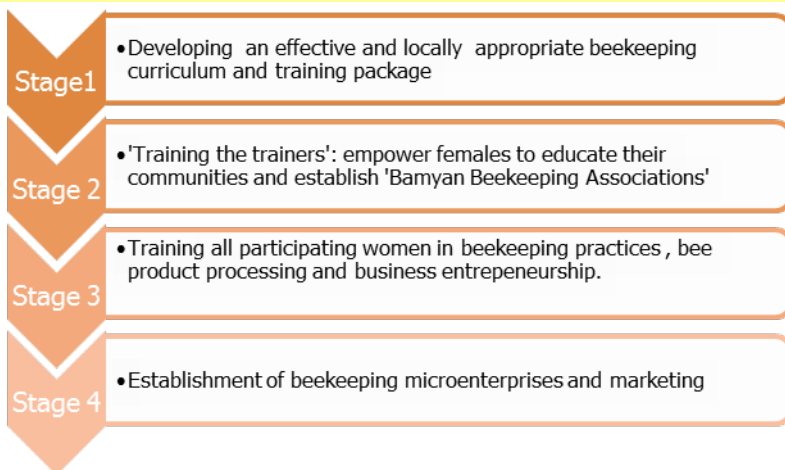 Stage1
•Developing an effective and locally appropriate beekeeping
curriculum and training package
Stage 2
•'Training the trainers': empower females to educate their
communities and establish 'Bamyan Beekeeping Associations'
Stage 3
•Training all participating women in beekeeping practices , bee
product processing and business entrepeneurship.
Stage 4
•Establishment of beekeeping microenterprises and marketing